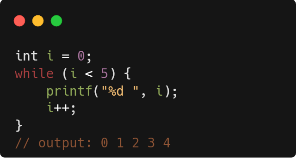 int i = 0;
while (i < 5) {
    printf("%d ", i);
    i++;
}
// output: 0 1 2 3 4